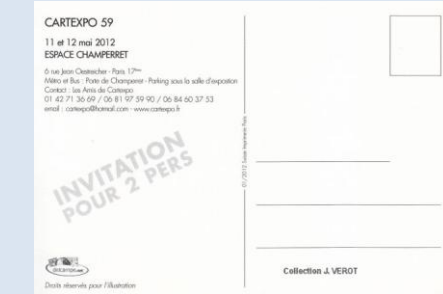 CARTEXPO 59
11 et 12 mai 2012
ESPACE CHAMPERRET
6 rue Jean Oestreicher - Paris 17ème
Métro et Bus : Porte de Champerret - Parking sous la salle d'exposition
Contact : Les Amis de Cartexpo
01 42 71 36 69 / 06 81 97 59 90 / 06 84 60 37 53
email : cartexpo@hotmail.com - www.cartexpo.fr
INVITATION
POUR 2 PERS
Droits réservés pour l'illustration
Collection J. VEROT